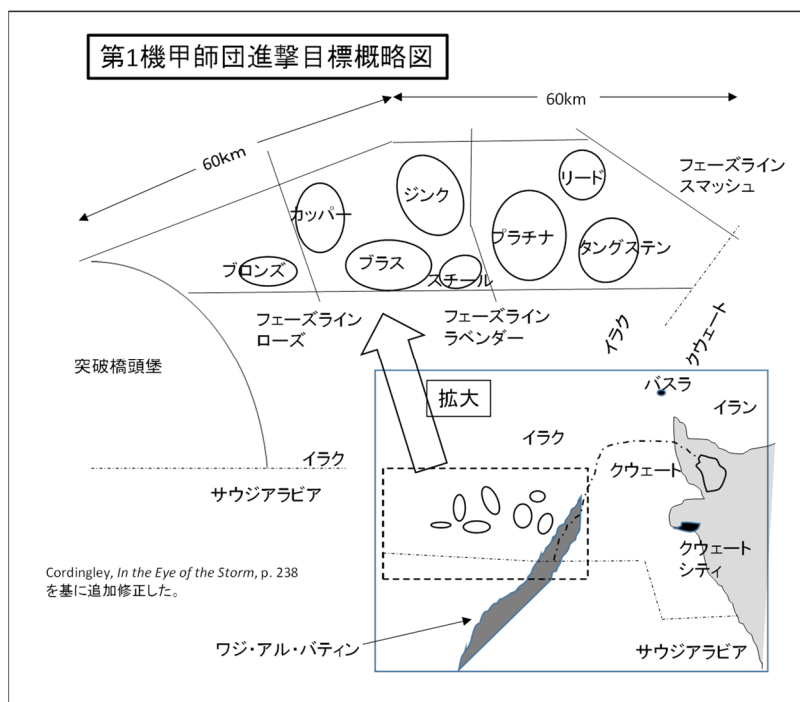 第1機甲師団進撃目標概略図
60km
60km
フェーズライン
スマッシュ
リード
ジンク
カッパー
プラチナ
タングステン
ブロンズ
ブラス
スチール
フェーズライン
ローズ
フェーズライン
ラベンダー
イラク
クウェート
突破橋頭堡
拡大
バスラ
イラン
イラク
クウェート
イラク
サウジアラビア
クウェート
シティ
Cordingley, In the Eye of the Storm, p. 238
を基に追加修正した。
ワジ・アル・バティン
サウジアラビア